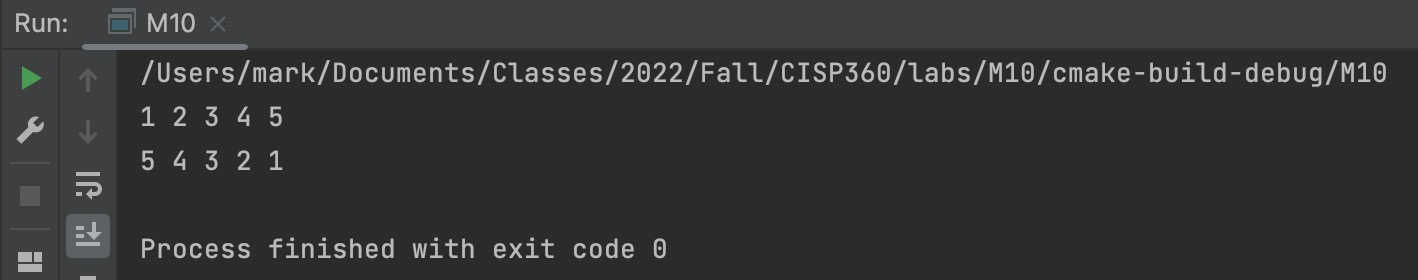 Run: M10
/Users/mark/Documents/Classes/2022/Fall/CISP360/labs/M10/cmake-build-debug/M10
1 2 3 4 5
5 4 3 2 1
Process finished with exit code 0